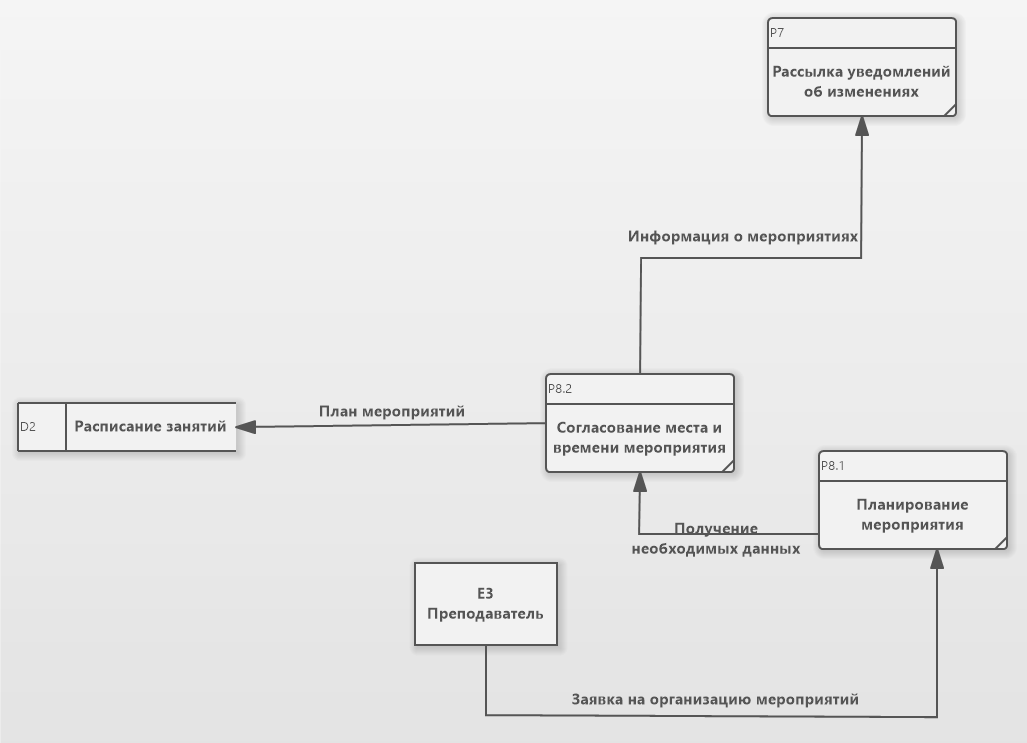 P7
Рассылка уведомлений
об изменениях
Информация о мероприятиях
P8.2
Согласование места и
времени мероприятия
План мероприятий
D2
Расписание занятий
P8.1
Планирование
мероприятия
Получение
необходимых данных
E3
Преподаватель
Заявка на организацию мероприятий